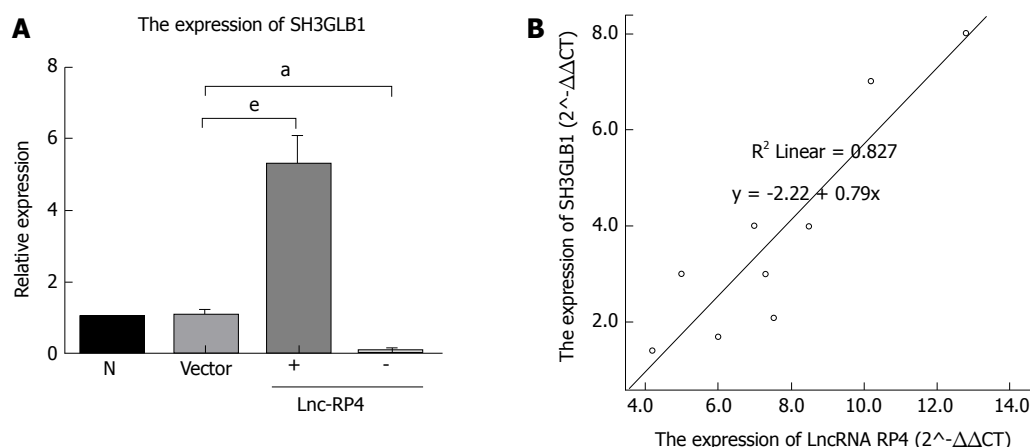 A
The expression of SH3GLB1
Relative expression
8
6
4
2
0
a
e
N
Vector
+
-
Lnc-RP4
B
The expression of SH3GLB1 (2^-ΔΔCT)
8.0
6.0
4.0
2.0
R² Linear = 0.827
y = -2.22 + 0.79x
4.0 6.0 8.0 10.0 12.0 14.0
The expression of LncRNA RP4 (2^-ΔΔCT)